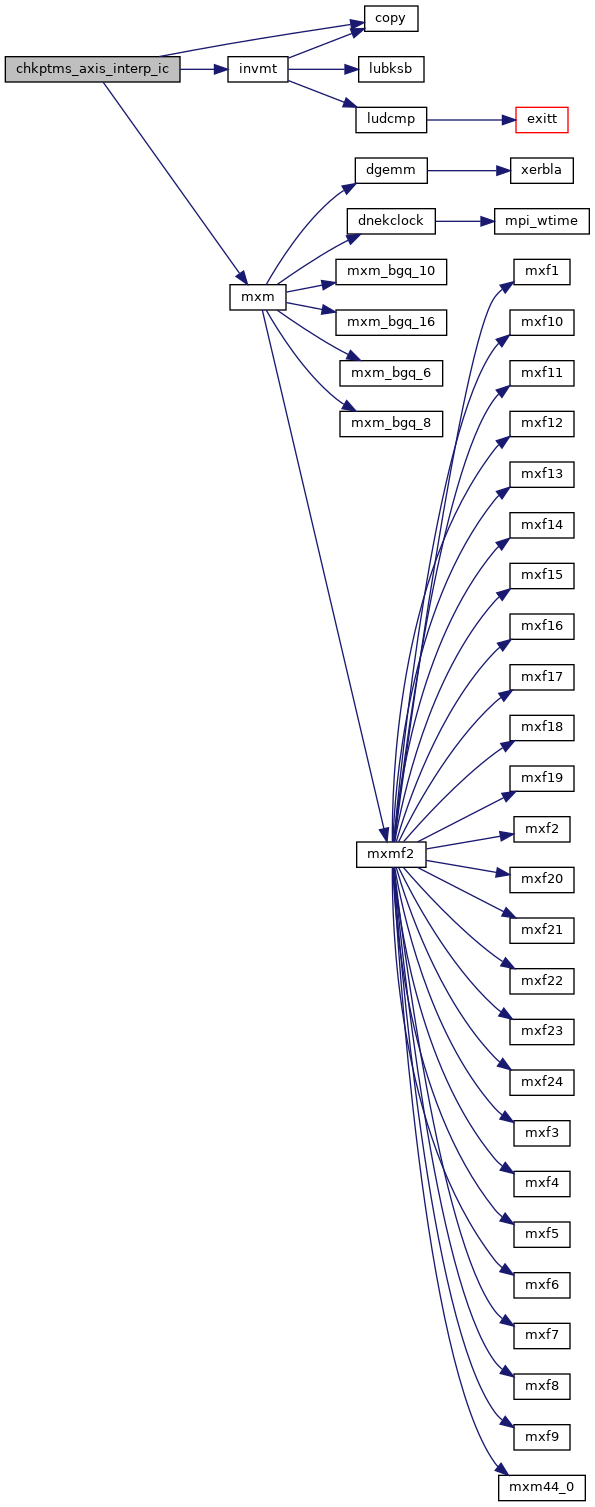 copy
chkptms_axis_interp_ic
invmt
lubksb
ludcmp
exitt
dgemm
xerbla
dnekclock
mpi_wtime
mxm_bgq_10
mxf1
mxm
mxm_bgq_16
mxf10
mxm_bgq_6
mxf11
mxm_bgq_8
mxf12
mxf13
mxf14
mxf15
mxf16
mxf17
mxf18
mxf19
mxf2
mxmf2
mxf20
mxf21
mxf22
mxf23
mxf24
mxf3
mxf4
mxf5
mxf6
mxf7
mxf8
mxf9
mxm44_0